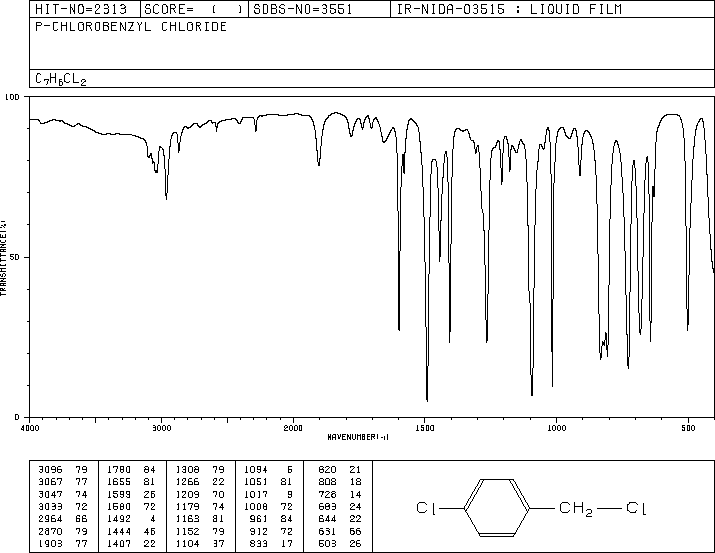 HIT-NO=2313 SCORE= ( ) SDBS-NO=3551 IR-NIDA-03515 : LIQUID FILM
P-CHLOROBENZYL CHLORIDE
C7H6CL2
100
50
0
TRANSMITTANCE(%)
4000 3000 2000 1500 1000 500
WAVENUMBER(-1)
3096 79 1780 84 1308 79 1094 6 820 21
3067 77 1655 81 1266 22 1051 81 808 18
3047 74 1599 26 1209 70 1017 9 728 14
3033 72 1580 72 1179 74 1008 72 683 24
2964 66 1492 4 1163 81 961 84 644 22
2870 79 1444 46 1152 79 912 72 631 66
1903 77 1407 22 1104 37 833 17 503 26
Cl CH2 Cl